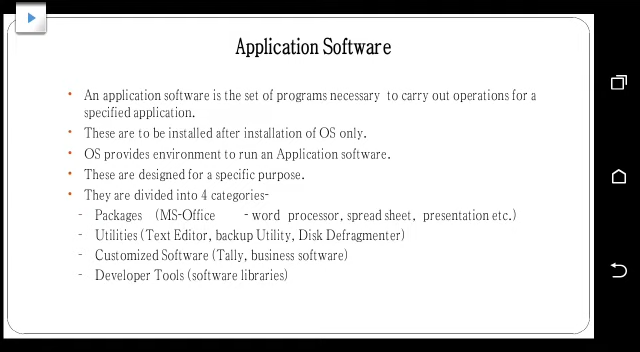 Application Software
• An application software is the set of programs necessary to carry out operations for a
specified application.
• These are to be installed after installation of OS only.
• OS provides environment to run an Application software.
• These are designed for a specific purpose.
• They are divided into 4 categories-
- Packages (MS-Office - word processor, spread sheet, presentation etc.)
- Utilities (Text Editor, backup Utility, Disk Defragmenter)
- Customized Software (Tally, business software)
- Developer Tools (software libraries)